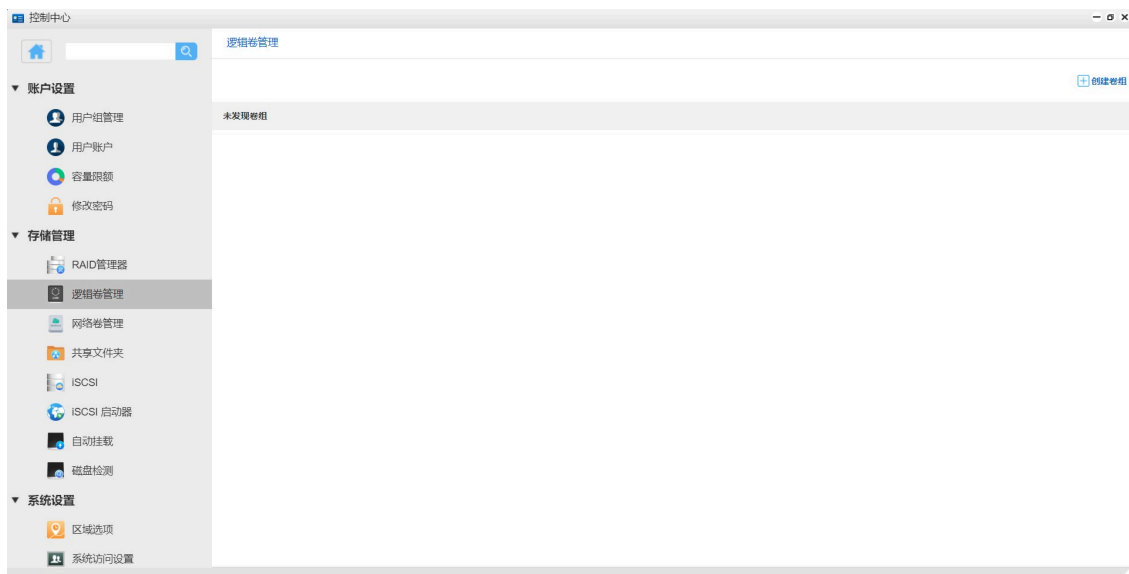 控制中心
逻辑卷管理
创建卷组
未发现卷组
账户设置
用户组管理
用户账户
容量限额
修改密码
存储管理
RAID管理器
逻辑卷管理
网络卷管理
共享文件夹
iSCSI
iSCSI 启动器
自动挂载
磁盘检测
系统设置
区域选项
系统访问设置